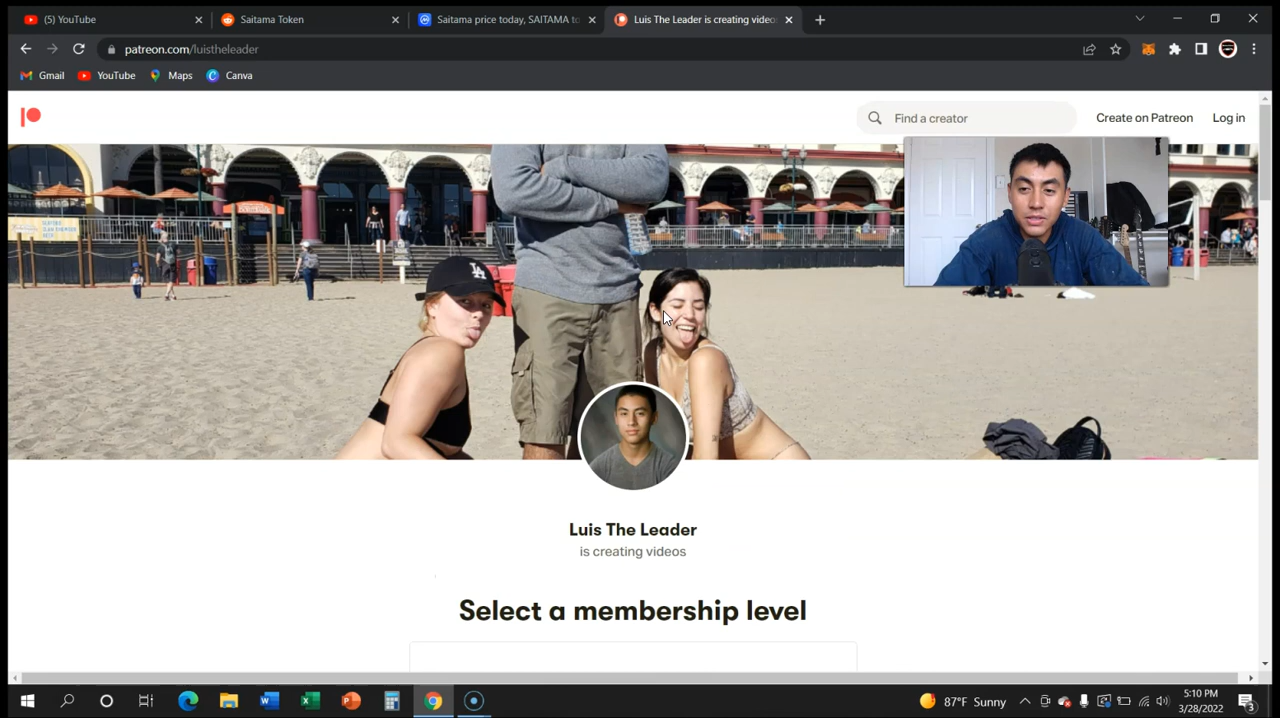 (5) YouTube
Saitama Token
Saitama price today, SAITAMA to
Luis The Leader is creating video
patreon.com/luistheleader
Gmail
YouTube
Maps
Canva
Find a creator
Create on Patreon
Log in
LA
Luis The Leader
is creating videos
Select a membership level
87°F Sunny
5:10 PM
3/28/2022
3